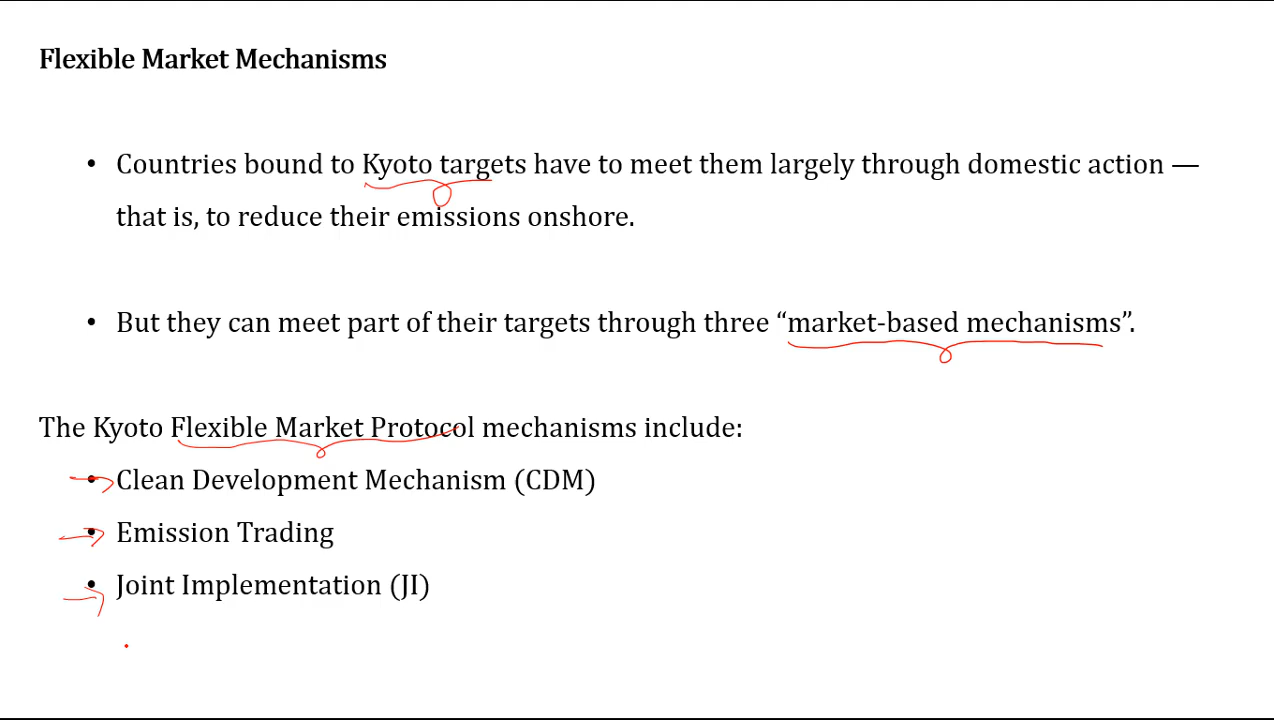 Flexible Market Mechanisms
• Countries bound to Kyoto targets have to meet them largely through domestic action —
that is, to reduce their emissions onshore.
• But they can meet part of their targets through three “market-based mechanisms”.
The Kyoto Flexible Market Protocol mechanisms include:
• Clean Development Mechanism (CDM)
• Emission Trading
• Joint Implementation (JI)